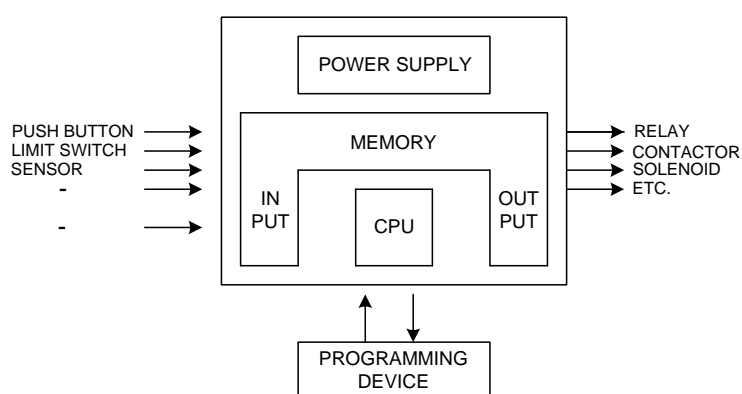 POWER SUPPLY
PUSH BUTTON
LIMIT SWITCH
SENSOR
-
-
MEMORY
IN
PUT
CPU
OUT
PUT
RELAY
CONTACTOR
SOLENOID
ETC.
PROGRAMMING
DEVICE